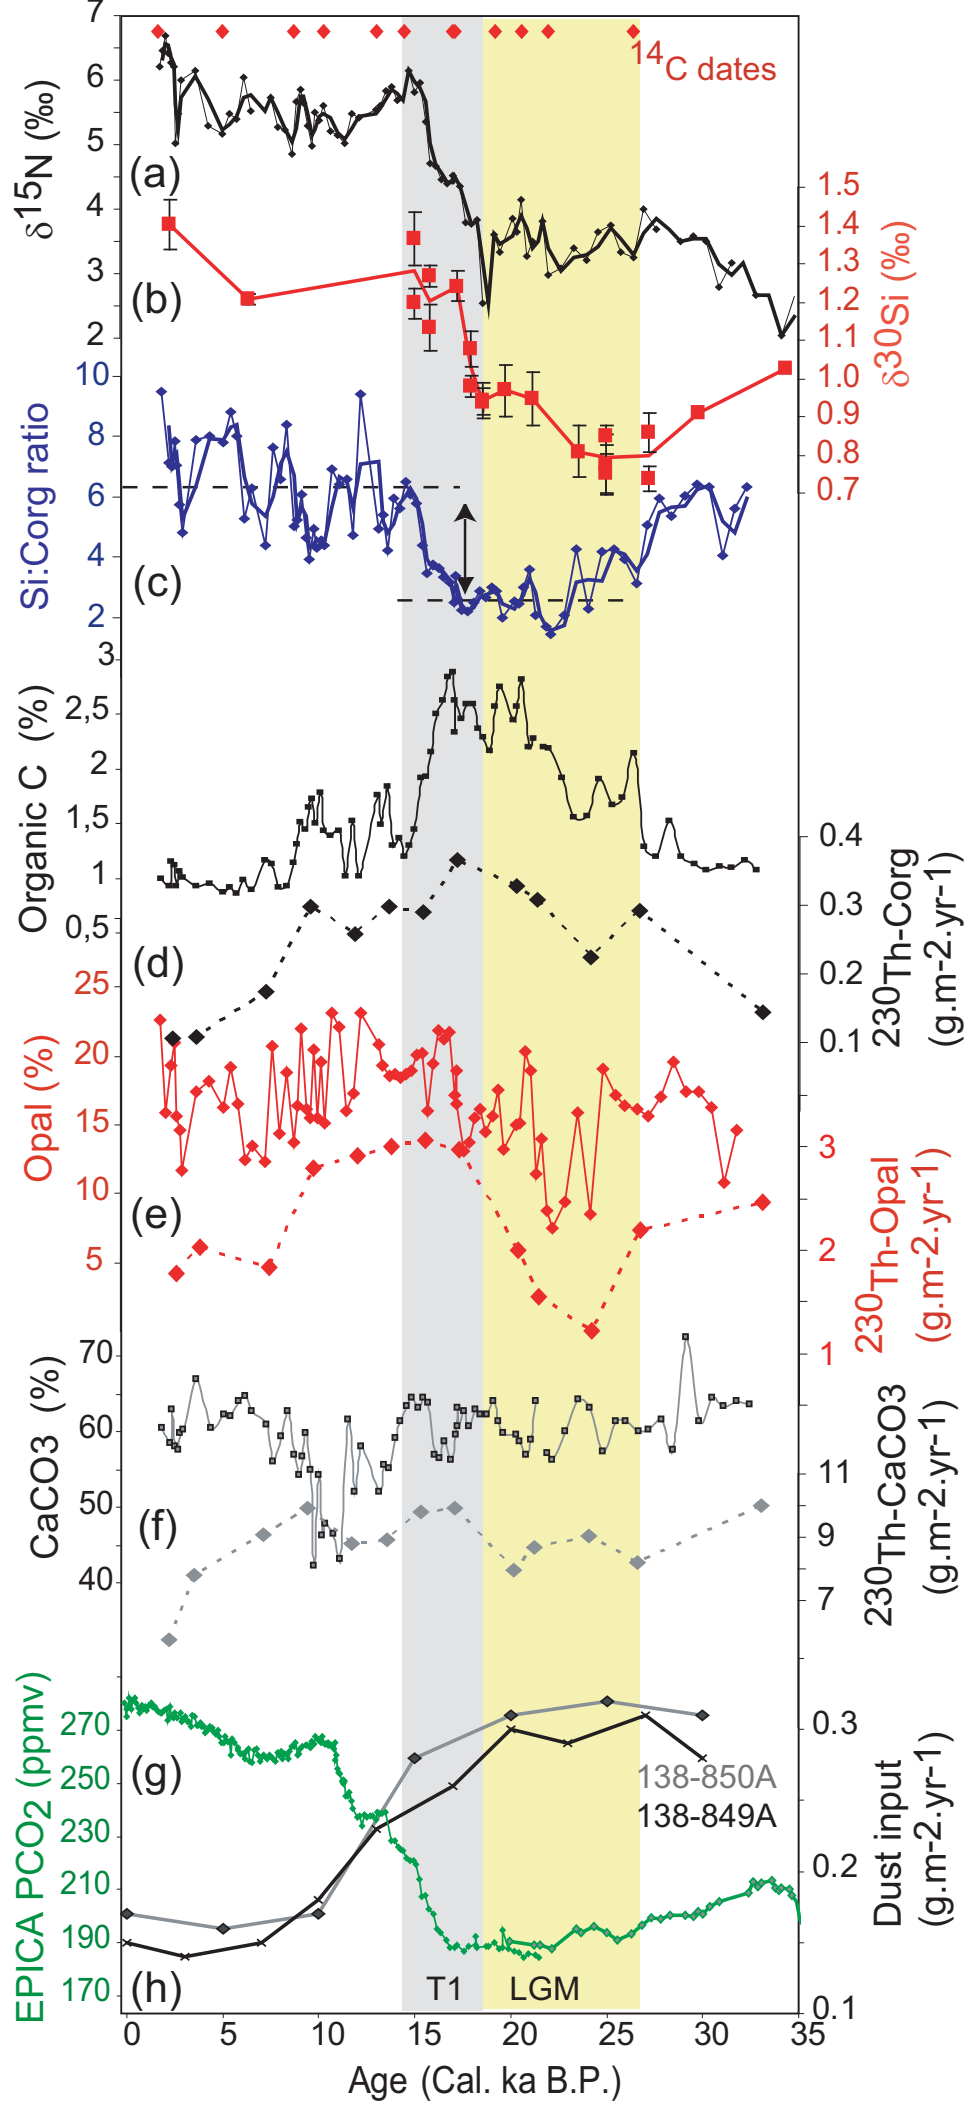 7
6
5
4
3
2
δ15N (‰)
14C dates
(a)
1.5
1.4
1.3
1.2
1.1
1.0
0.9
0.8
0.7
δ30Si (‰)
(b)
10
8
6
4
2
Si:Corg ratio
(c)
3
2,5
2
1,5
1
0,5
Organic C (%)
(d)
0.4
0.3
0.2
0.1
230Th-Corg
(g.m-2.yr-1)
25
20
15
10
5
Opal (%)
(e)
3
2
1
230Th-Opal
(g.m-2.yr-1)
70
60
50
40
CaCO3 (%)
(f)
11
9
7
230Th-CaCO3
(g.m-2.yr-1)
270
250
230
210
190
170
EPICA PCO2 (ppmv)
(g)
138-850A
138-849A
0.3
0.2
0.1
Dust input
(g.m-2.yr-1)
(h)
T1 LGM
0 5 10 15 20 25 30 35
Age (Cal. ka B.P.)